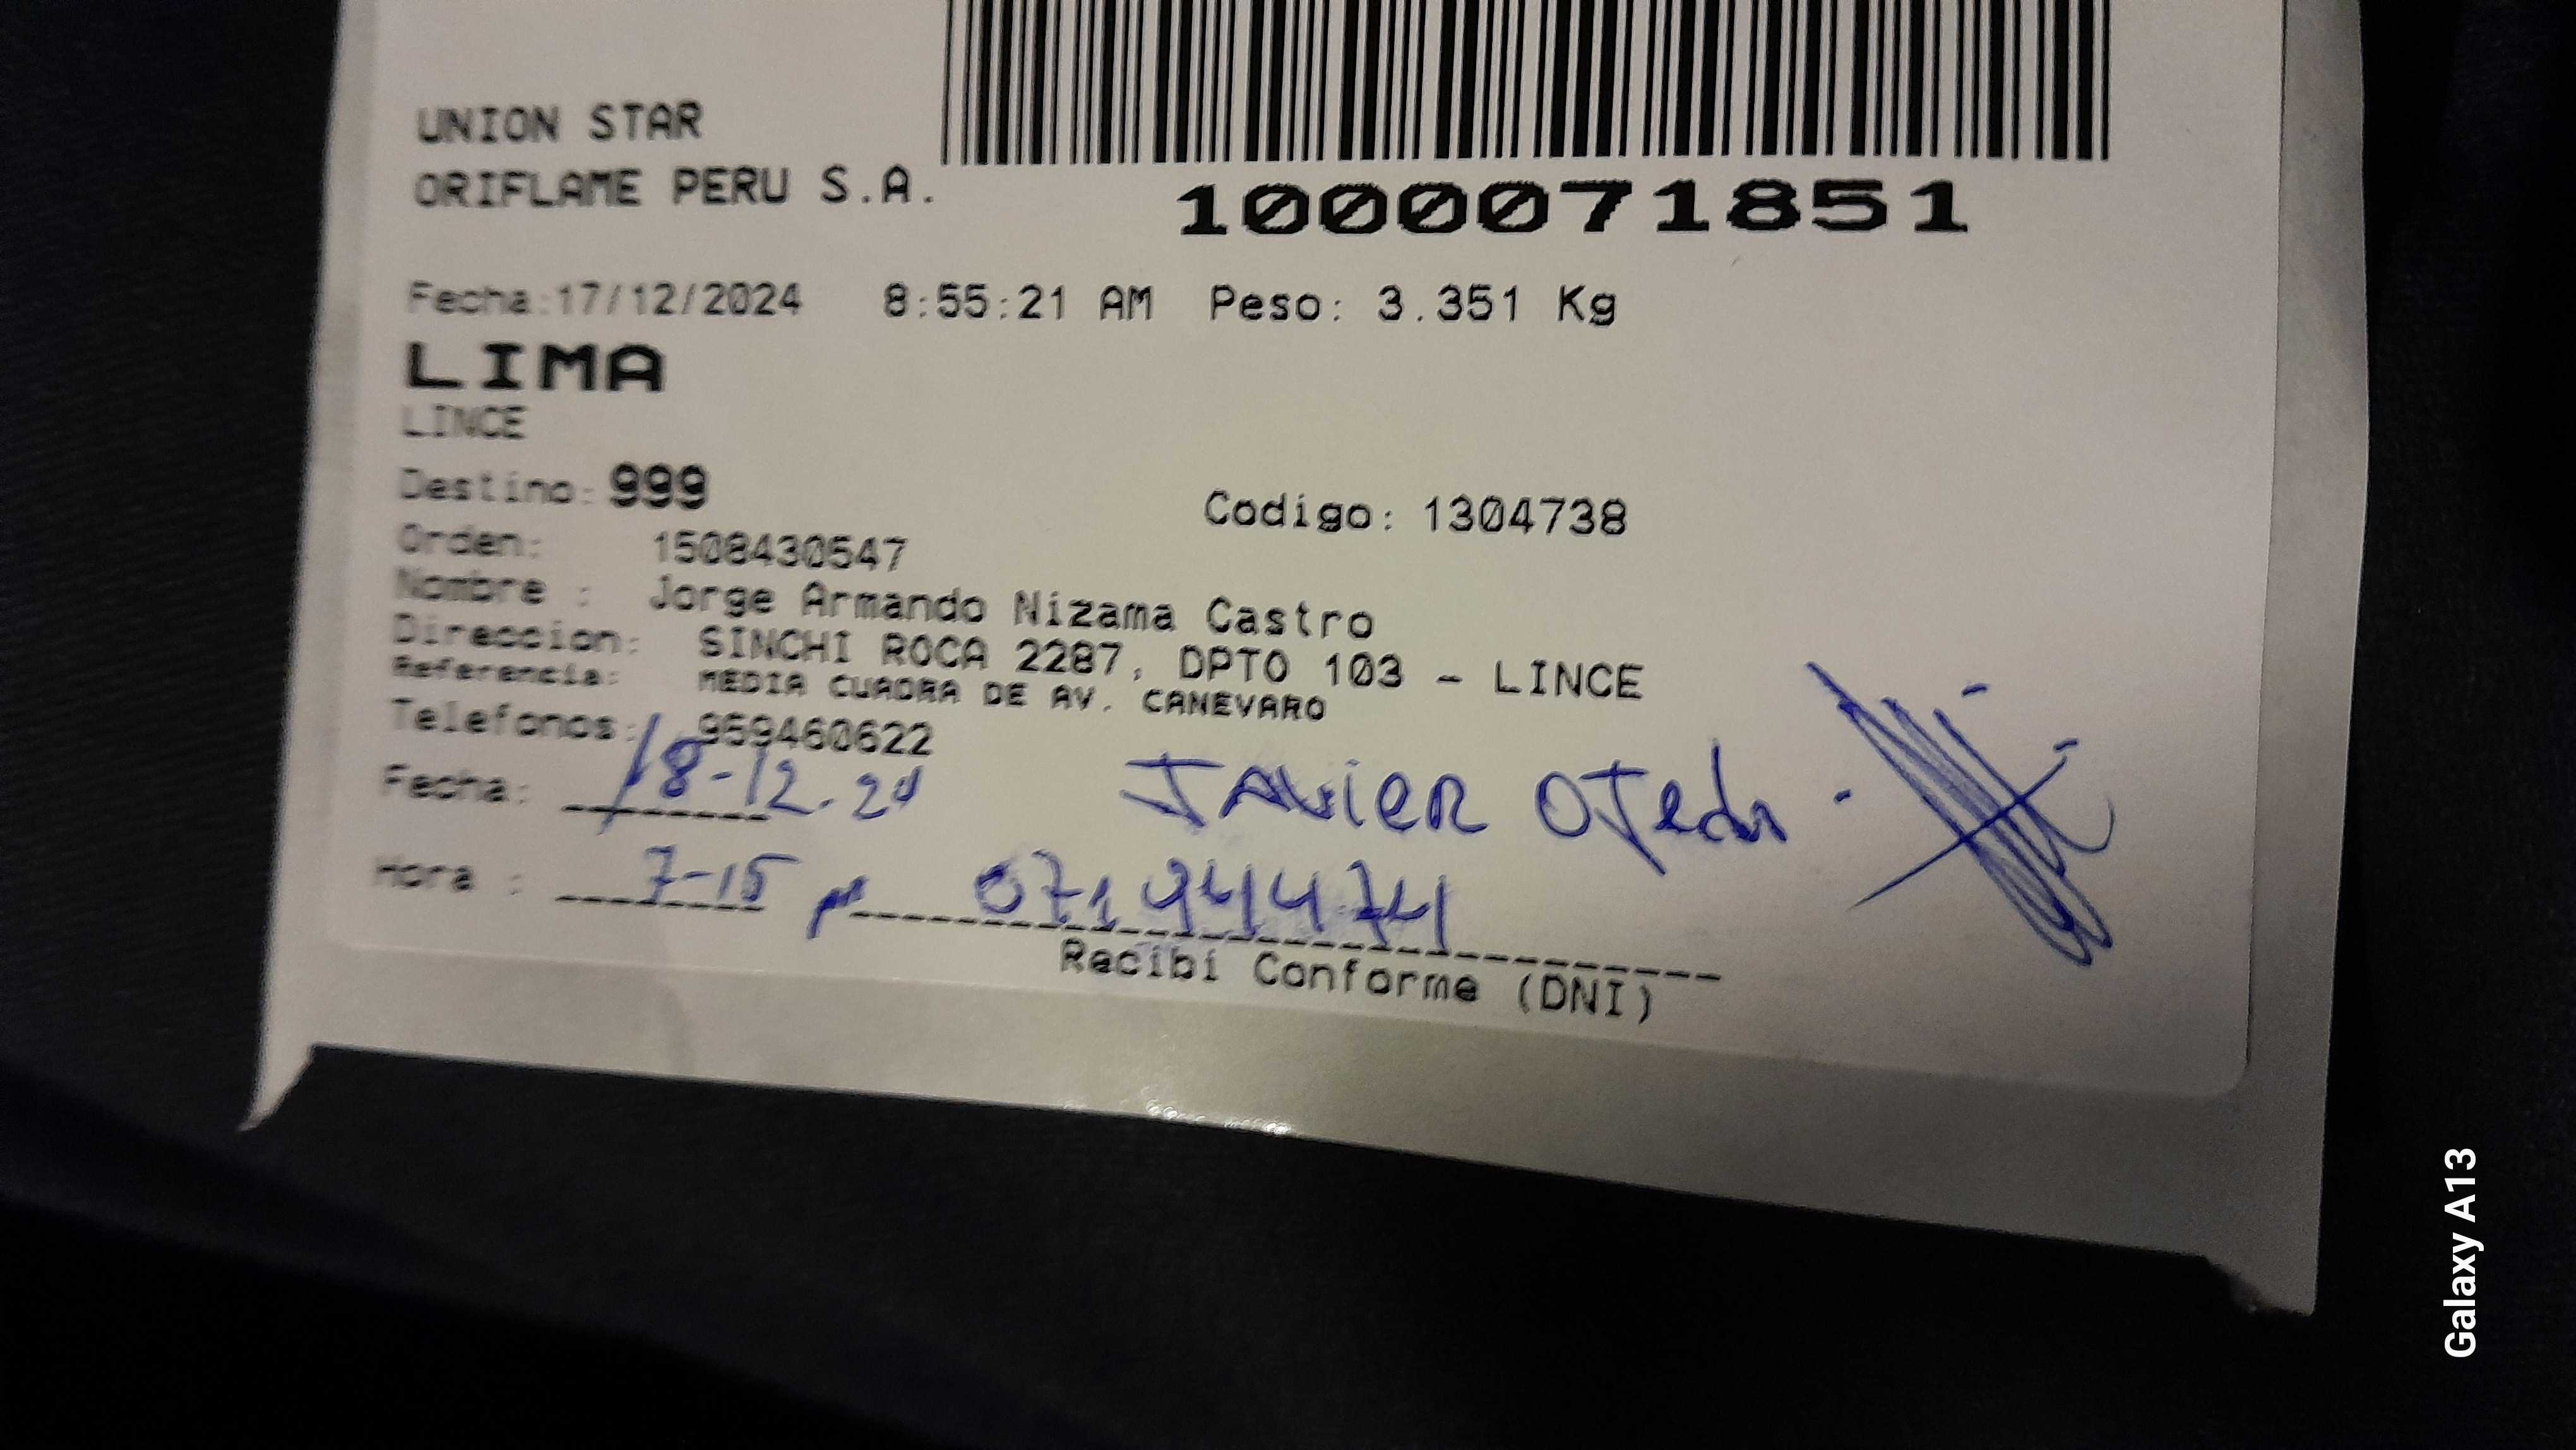 UNION STAR
ORIFLAME PERU S.A.
1000071851
Fecha:17/12/2024 8:55:21 AM Peso: 3.351 Kg
LIMA
LINCE
Destino: 999
Codigo: 1304738
Orden: 1508430547
Nombre : Jorge Armando Nizama Castro
Direccion: SINCHI ROCA 2287, DPTO 103 - LINCE
Referencia: MEDIA CUADRA DE AV. CANEVARO
Telefonos: 959460622
Fecha: 18-12-24
JAVIER OJeda
Hora : 7-15 pm
Recibi Conforme (DNI)
Galaxy A13